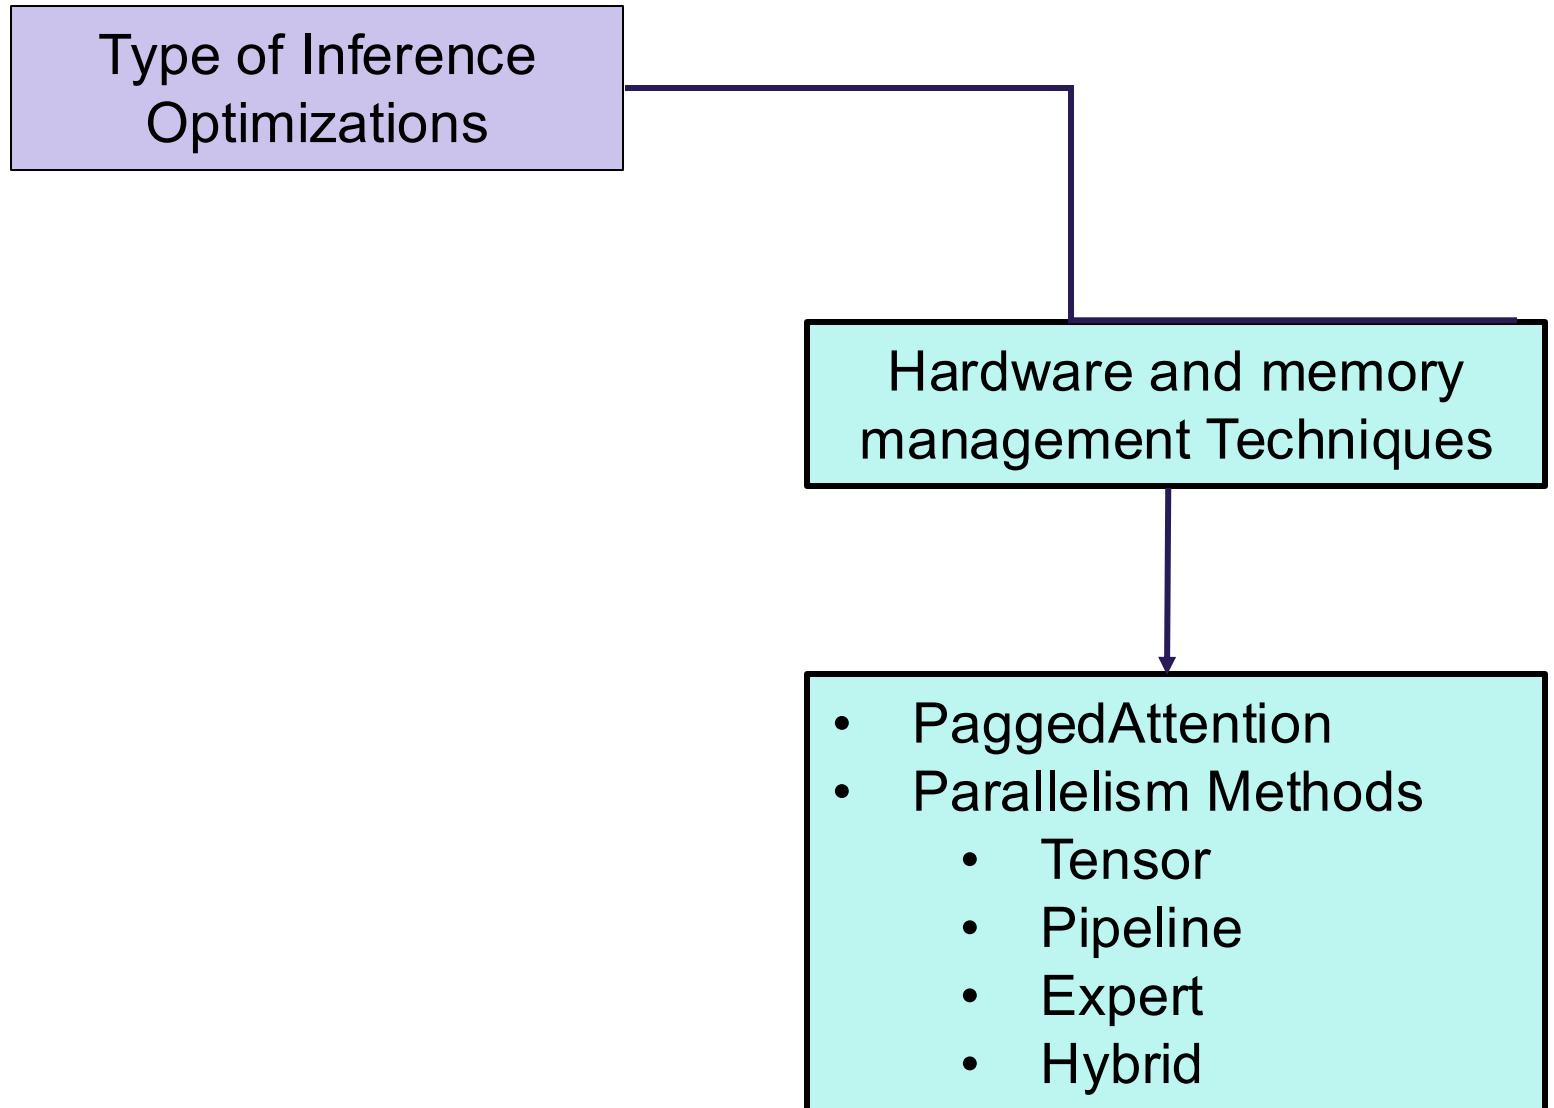 Type of Inference
Optimizations
Hardware and memory
management Techniques
• PaggedAttention
• Parallelism Methods
• Tensor
• Pipeline
• Expert
• Hybrid